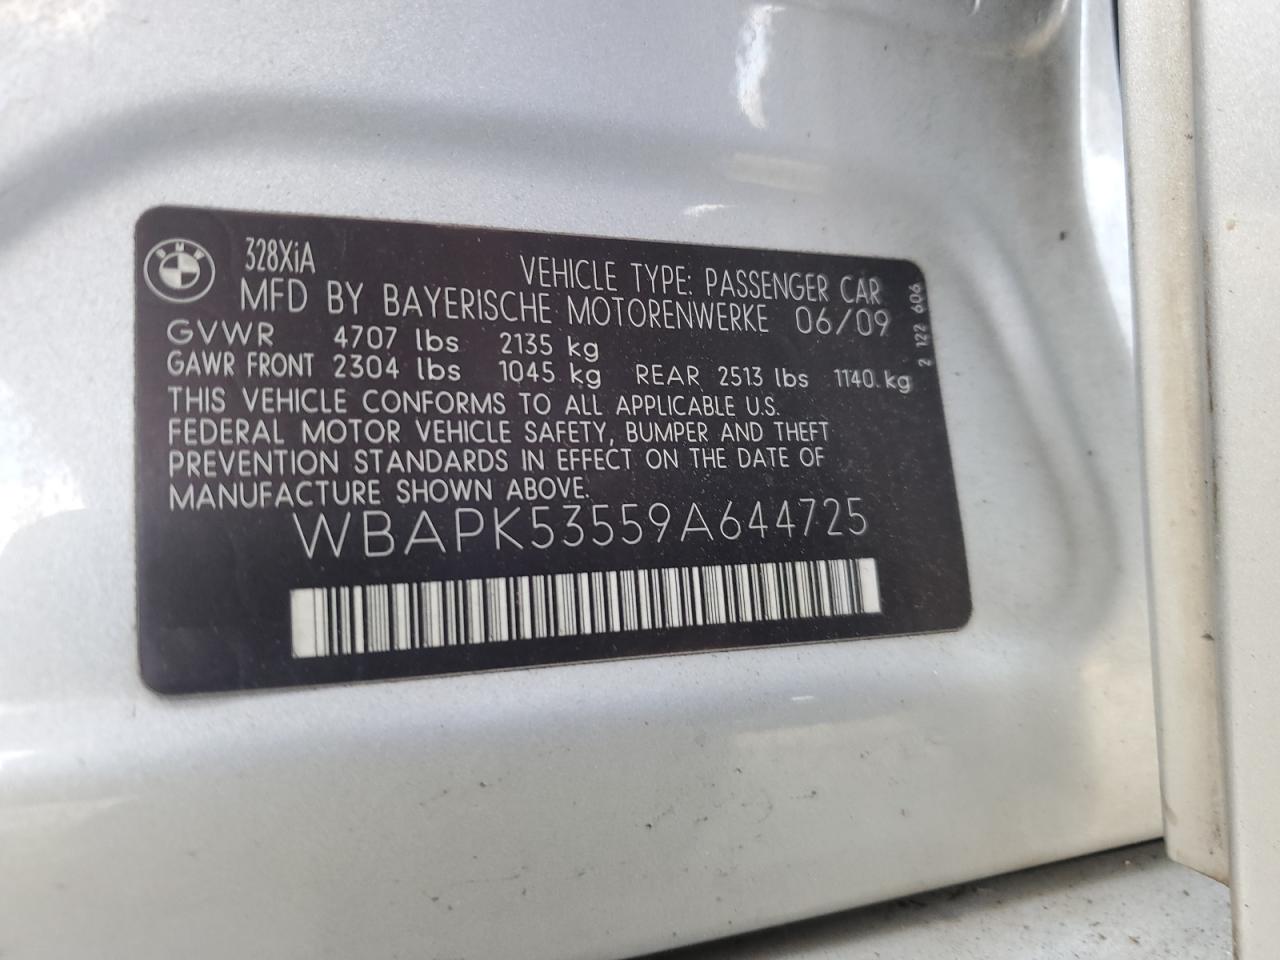 BMW
328XiA
VEHICLE TYPE: PASSENGER CAR
MFD BY BAYERISCHE MOTORENWERKE 06/09
GVWR 4707 lbs 2135 kg
GAWR FRONT 2304 lbs 1045 kg REAR 2513 lbs 1140 kg
THIS VEHICLE CONFORMS TO ALL APPLICABLE U.S.
FEDERAL MOTOR VEHICLE SAFETY, BUMPER AND THEFT
PREVENTION STANDARDS IN EFFECT ON THE DATE OF
MANUFACTURE SHOWN ABOVE.
WBAPK53559A644725
2 122 606